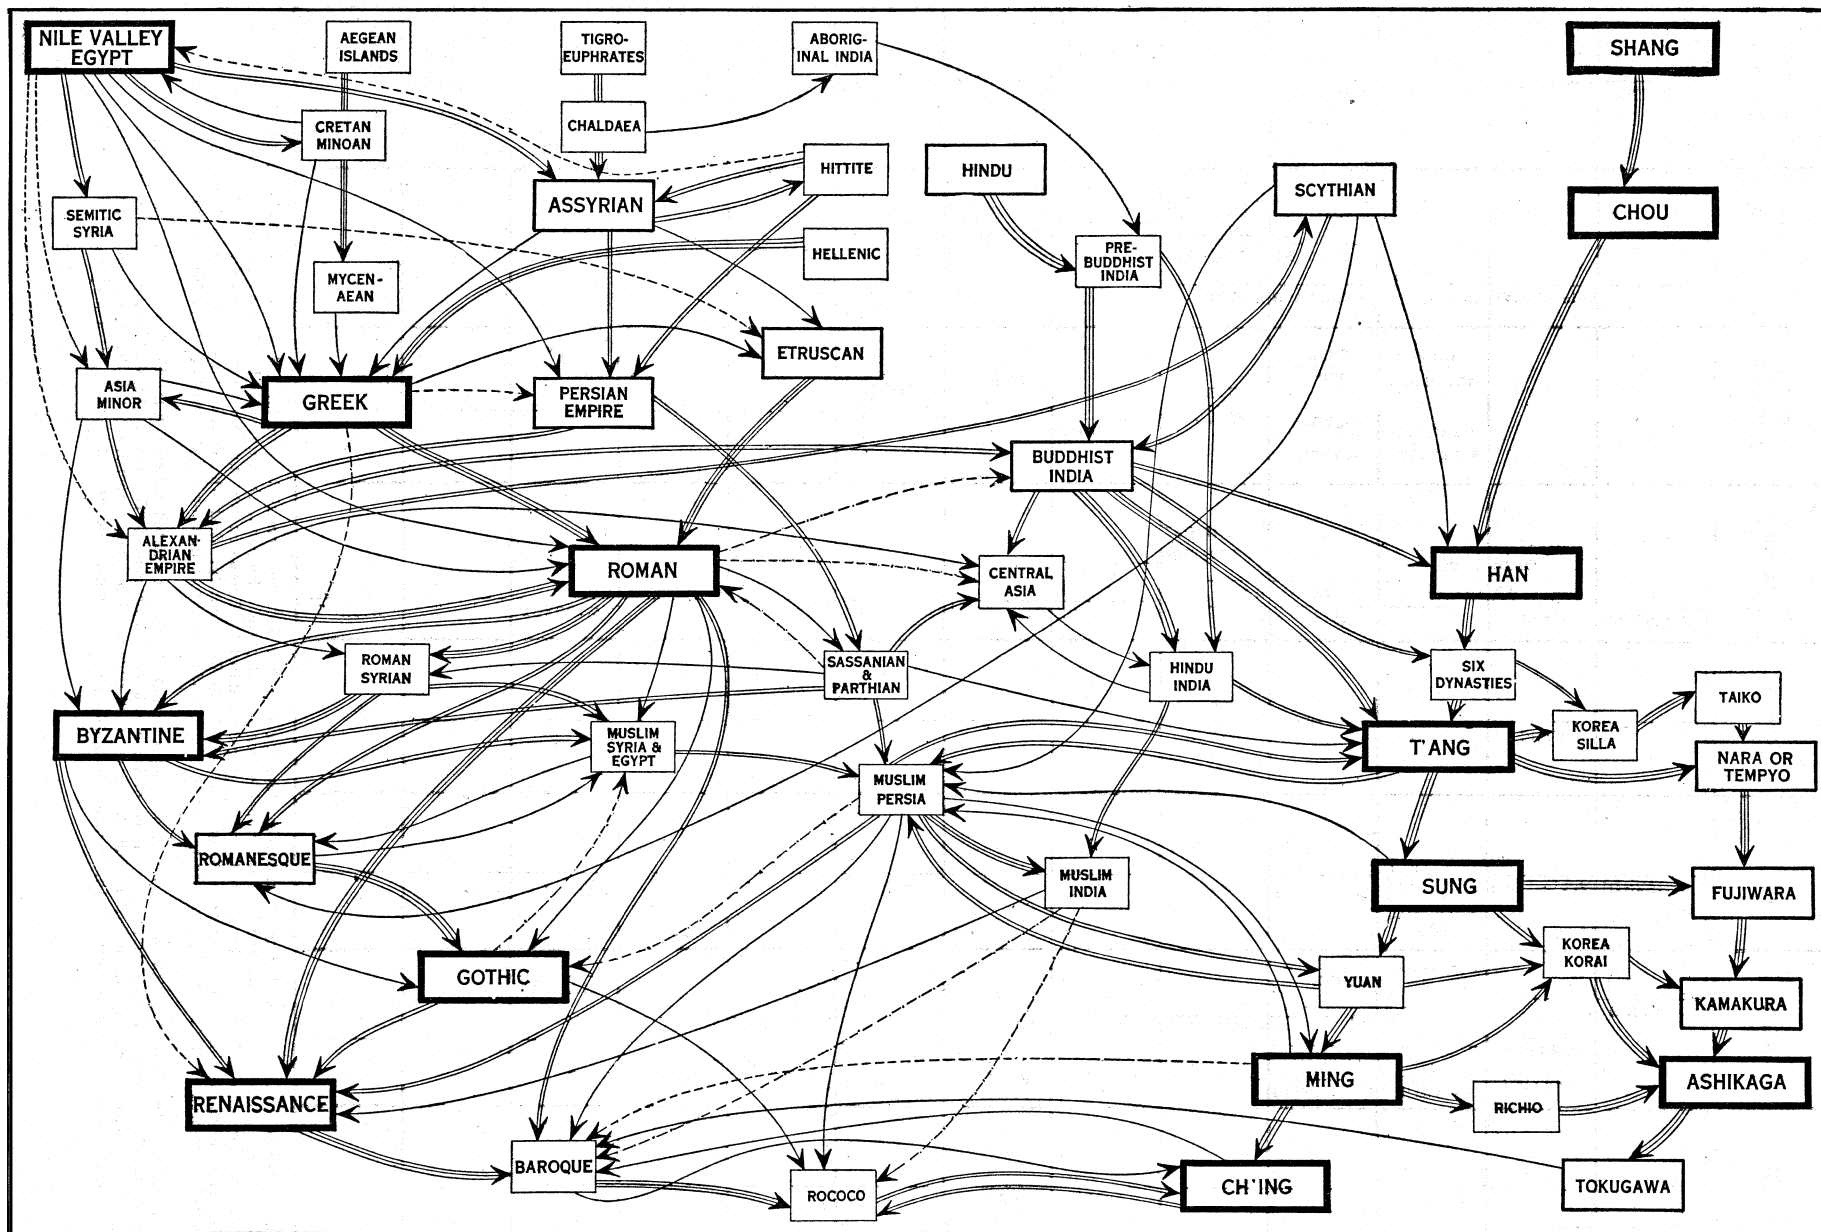 NILE VALLEY
EGYPT
AEGEAN
ISLANDS
TIGRO-
EUPHRATES
ABORIG-
INAL INDIA
SHANG
CRETAN
MINOAN
CHALDAEA
HITTITE
HINDU
SCYTHIAN
ASSYRIAN
CHOU
SEMITIC
SYRIA
HELLENIC
PRE-
BUDDHIST
INDIA
MYCEN-
AEAN
ETRUSCAN
ASIA
MINOR
GREEK
PERSIAN
EMPIRE
BUDDHIST
INDIA
ALEXAN-
DRIAN
EMPIRE
ROMAN
CENTRAL
ASIA
HAN
ROMAN
SYRIAN
SASSANIAN
&
PARTHIAN
HINDU
INDIA
SIX
DYNASTIES
TAIKO
BYZANTINE
MUSLIM
SYRIA &
EGYPT
T'ANG
KOREA
SILLA
NARA OR
TEMPYO
MUSLIM
PERSIA
ROMANESQUE
MUSLIM
INDIA
SUNG
FUJIWARA
GOTHIC
YUAN
KOREA
KORAI
KAMAKURA
RENAISSANCE
MING
RICHIO
ASHIKAGA
BAROQUE
ROCOCO
CH'ING
TOKUGAWA